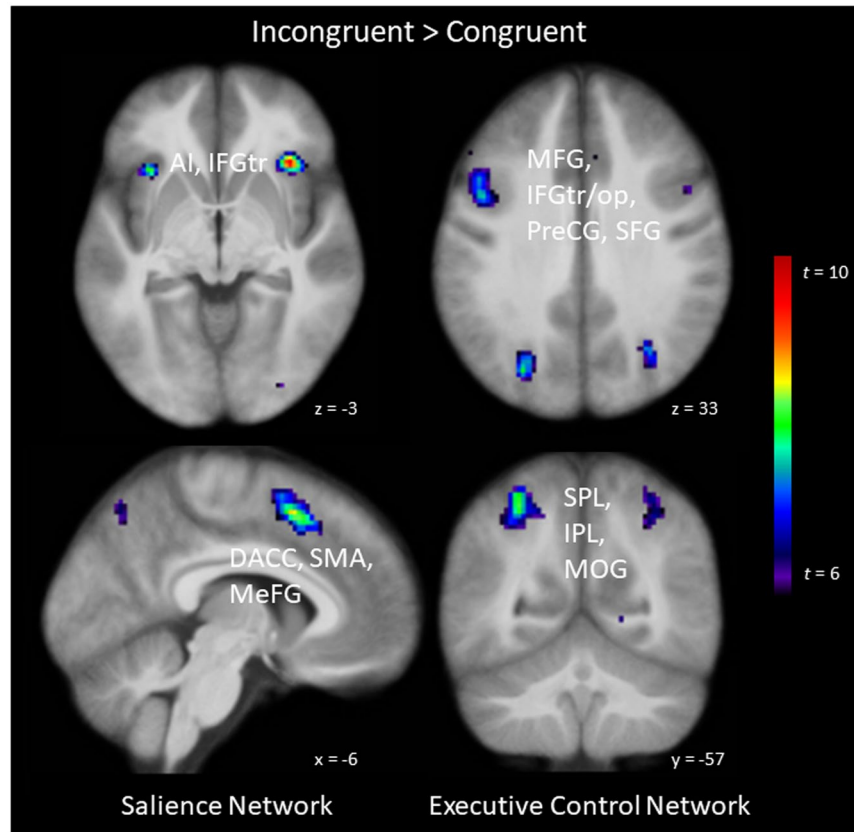 Incongruent > Congruent
AI, IFGtr
z = -3
MFG,
IFGtr/op,
PreCG, SFG
z = 33
t = 10
t = 6
DACC, SMA,
MeFG
x = -6
SPL,
IPL,
MOG
y = -57
Salience Network
Executive Control Network